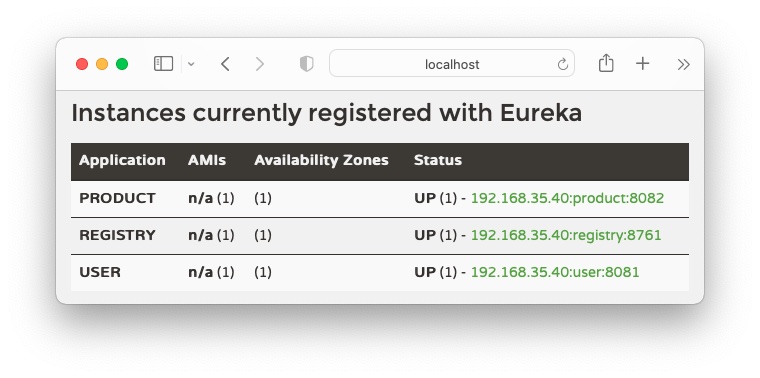 localhost
Instances currently registered with Eureka
Application AMIs Availability Zones Status
PRODUCT n/a (1) (1) UP (1) - 192.168.35.40:product:8082
REGISTRY n/a (1) (1) UP (1) - 192.168.35.40:registry:8761
USER n/a (1) (1) UP (1) - 192.168.35.40:user:8081